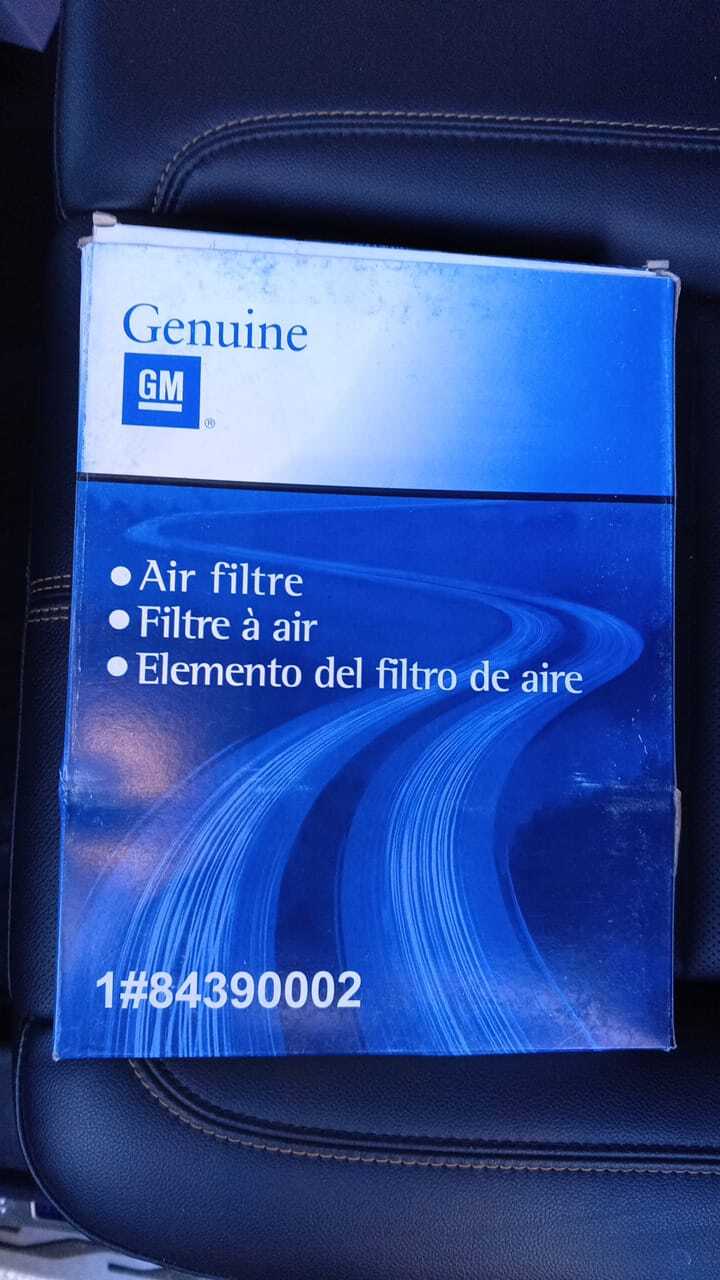 Genuine
GM
®
• Air filtre
• Filtre à air
• Elemento del filtro de aire
1#84390002